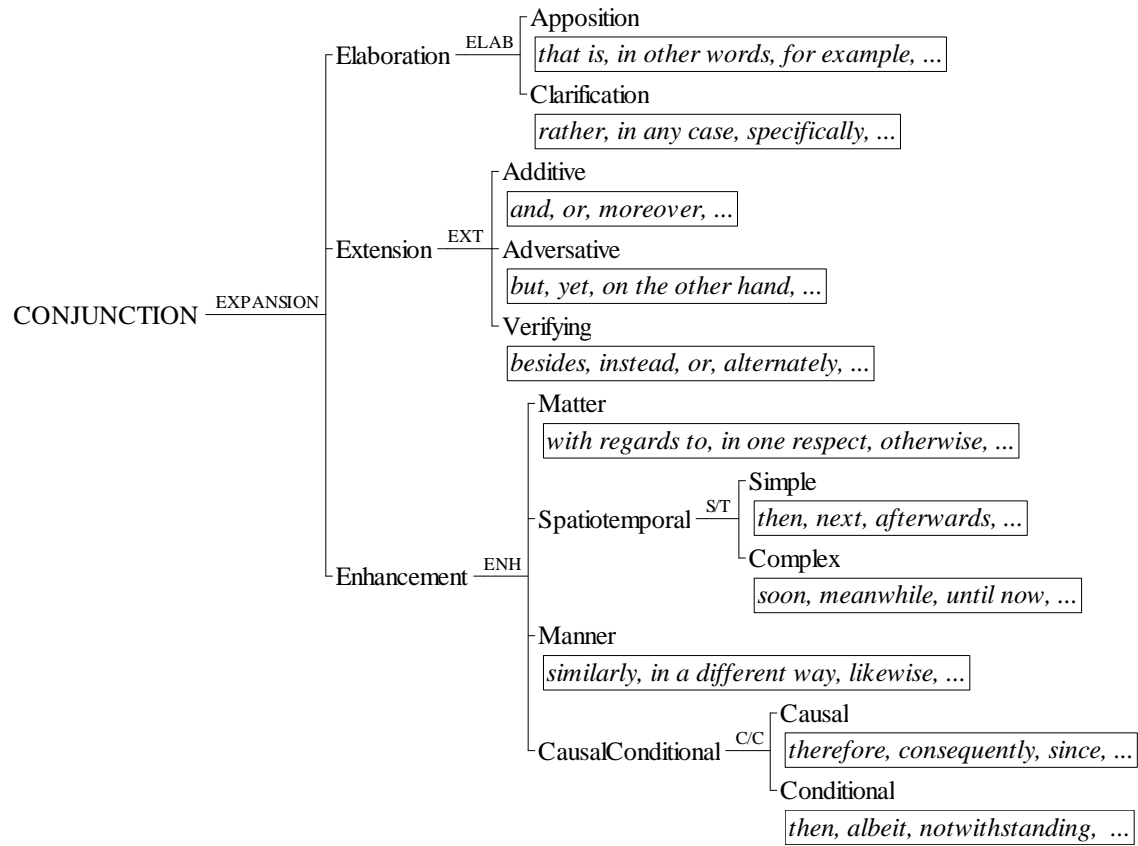 Apposition
ELAB
Elaboration
that is, in other words, for example, ...
Clarification
rather, in any case, specifically, ...
Additive
and, or, moreover, ...
Extension
EXT
Adversative
but, yet, on the other hand, ...
CONJUNCTION
EXPANSION
Verifying
besides, instead, or, alternately, ...
Matter
with regards to, in one respect, otherwise, ...
Simple
then, next, afterwards, ...
Spatiotemporal
S/T
Complex
Enhancement
ENH
soon, meanwhile, until now, ...
Manner
similarly, in a different way, likewise, ...
Causal
CausalConditional
C/C
therefore, consequently, since, ...
Conditional
then, albeit, notwithstanding, ...